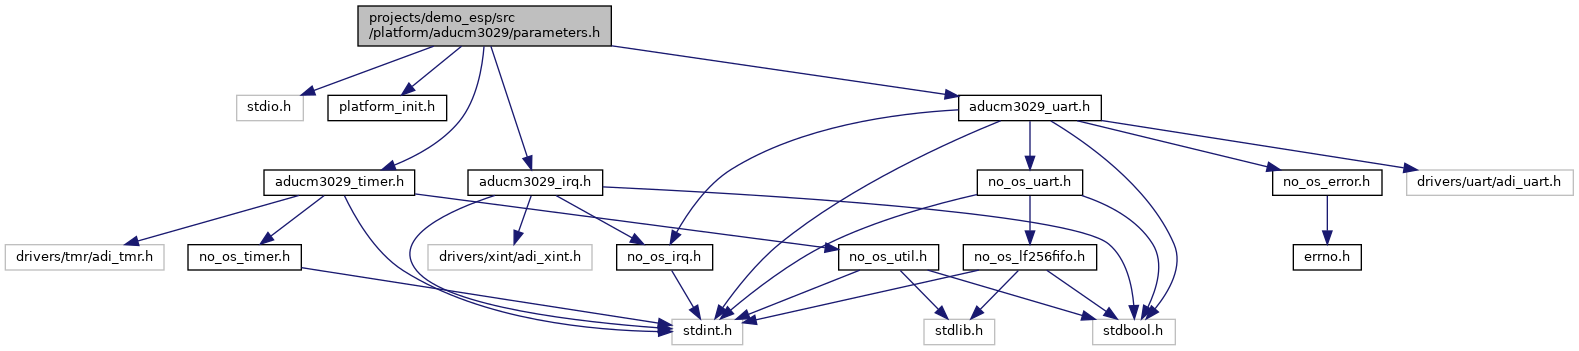 projects/demo_esp/src
/platform/aducm3029/parameters.h
stdio.h
platform_init.h
aducm3029_uart.h
aducm3029_timer.h
aducm3029_irq.h
no_os_uart.h
no_os_error.h
drivers/uart/adi_uart.h
drivers/tmr/adi_tmr.h
no_os_timer.h
drivers/xint/adi_xint.h
no_os_irq.h
no_os_util.h
no_os_lf256fifo.h
errno.h
stdint.h
stdlib.h
stdbool.h